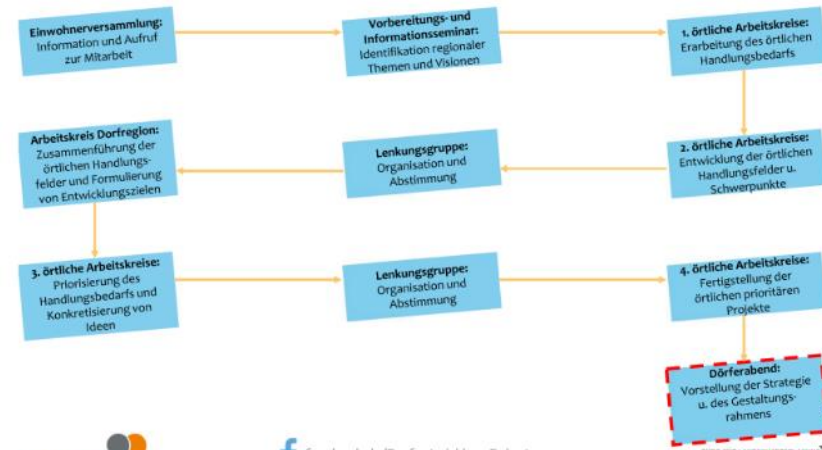 Einwohnerversammlung:
Information und Aufruf
zur Mitarbeit
Vorbereitungs- und
Informationsseminar:
Identifikation regionaler
Themen und Visionen
1. örtliche Arbeitskreise:
Erarbeitung des örtlichen
Handlungsbedarfs
2. örtliche Arbeitskreise:
Entwicklung der örtlichen
Handlungsfelder u.
Schwerpunkte
Lenkungsgruppe:
Organisation und
Abstimmung
Arbeitskreis Dorfregion:
Zusammenführung der
örtlichen Handlungs-
felder und Formulierung
von Entwicklungszielen
3. örtliche Arbeitskreise:
Priorisierung des
Handlungsbedarfs und
Konkretisierung von
Ideen
Lenkungsgruppe:
Organisation und
Abstimmung
4. örtliche Arbeitskreise:
Fertigstellung der
örtlichen prioritären
Projekte
Dörferabend:
Vorstellung der Strategie
u. des Gestaltungs-
rahmens